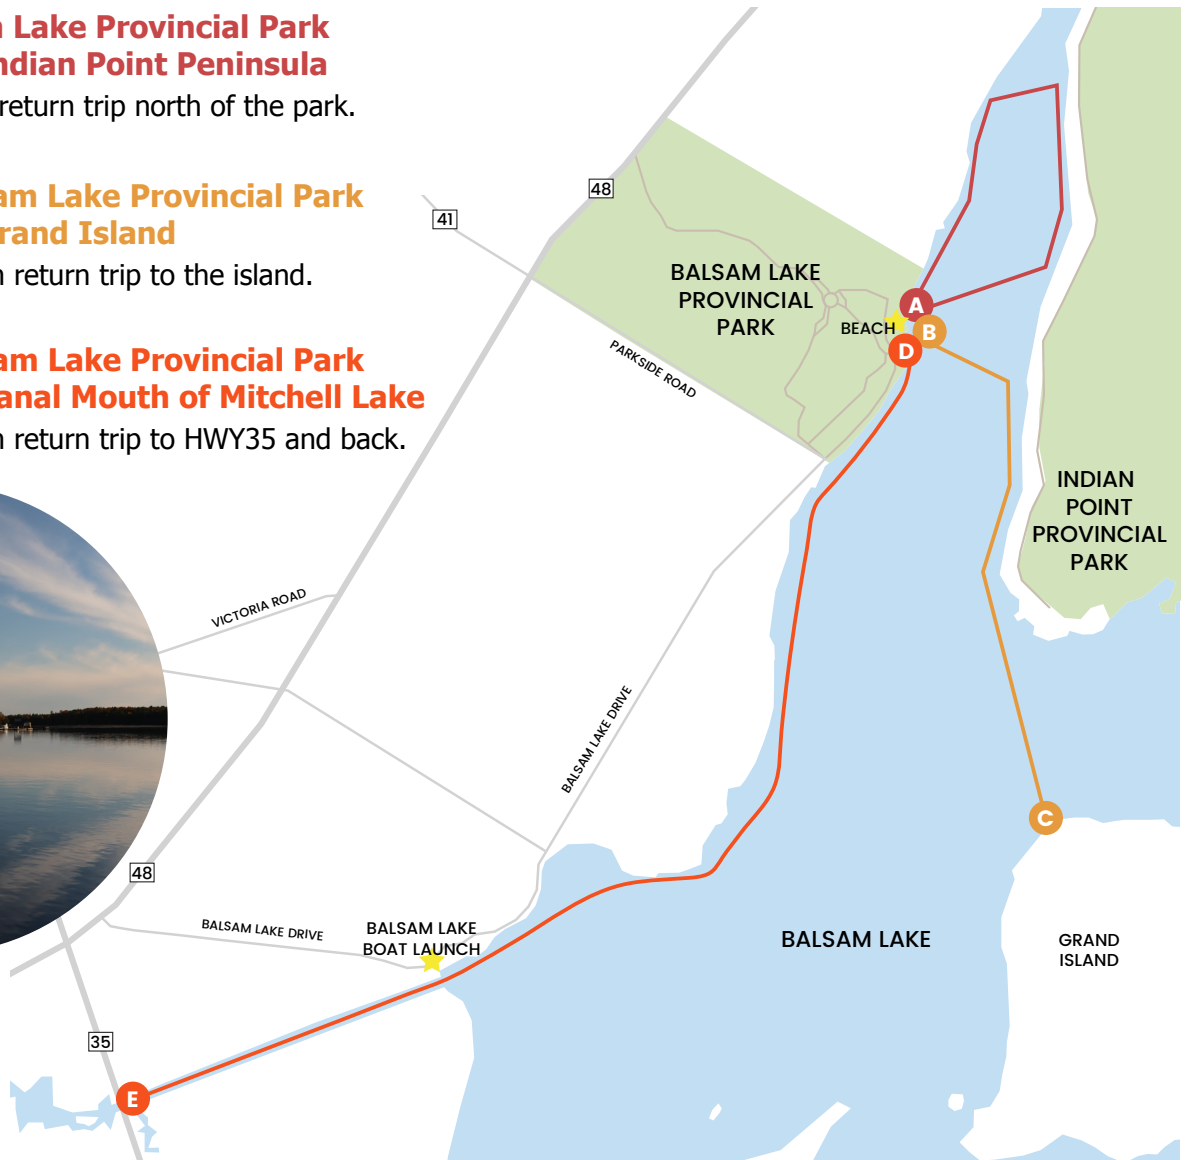 n Lake Provincial Park
ndian Point Peninsula
return trip north of the park.
am Lake Provincial Park
rand Island
n return trip to the island.
am Lake Provincial Park
anal Mouth of Mitchell Lake
n return trip to HWY35 and back.
48
41
BALSAM LAKE
PROVINCIAL
PARK
BEACH
A
B
D
PARKSIDE ROAD
INDIAN
POINT
PROVINCIAL
PARK
VICTORIA ROAD
BALSAM LAKE DRIVE
C
48
BALSAM LAKE DRIVE
BALSAM LAKE
BOAT LAUNCH
BALSAM LAKE
GRAND
ISLAND
35
E